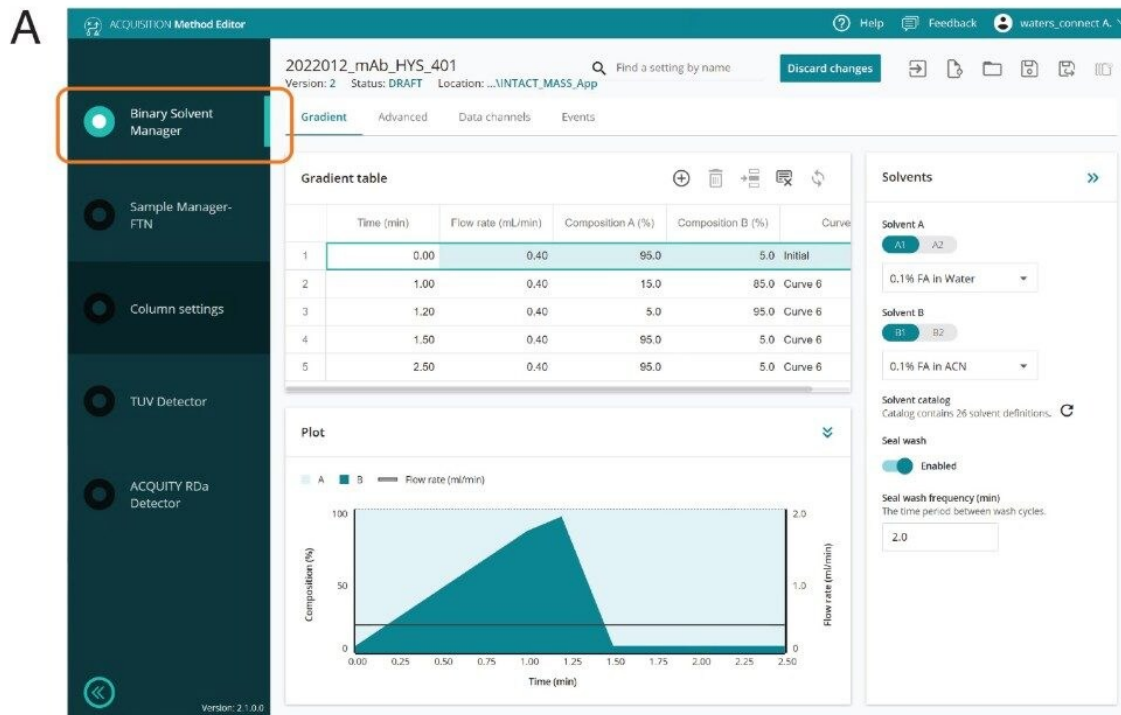 A
ACQUISITION Method Editor
Help
Feedback
waters_connect A.
2022012_mAb_HYS_401
Version: 2 Status: DRAFT Location: ...\INTACT_MASS_App
Find a setting by name
Discard changes
Binary Solvent
Manager
Sample Manager-
FTN
Column settings
TUV Detector
ACQUITY RDa
Detector
Version: 2.1.0.0
Gradient Advanced Data channels Events
Gradient table
Time (min) Flow rate (mL/min) Composition A (%) Composition B (%) Curve
1 0.00 0.40 95.0 5.0 Initial
2 1.00 0.40 15.0 85.0 Curve 6
3 1.20 0.40 5.0 95.0 Curve 6
4 1.50 0.40 95.0 5.0 Curve 6
5 2.50 0.40 95.0 5.0 Curve 6
Plot
A B Flow rate (ml/min)
Composition (%)
100
50
0
2.0
1.0
0
Flow rate (ml/min)
0.00 0.25 0.50 0.75 1.00 1.25 1.50 1.75 2.00 2.25 2.50
Time (min)
Solvents
Solvent A
A1 A2
0.1% FA in Water
Solvent B
B1 B2
0.1% FA in ACN
Solvent catalog
Catalog contains 26 solvent definitions.
Seal wash
Enabled
Seal wash frequency (min)
The time period between wash cycles.
2.0